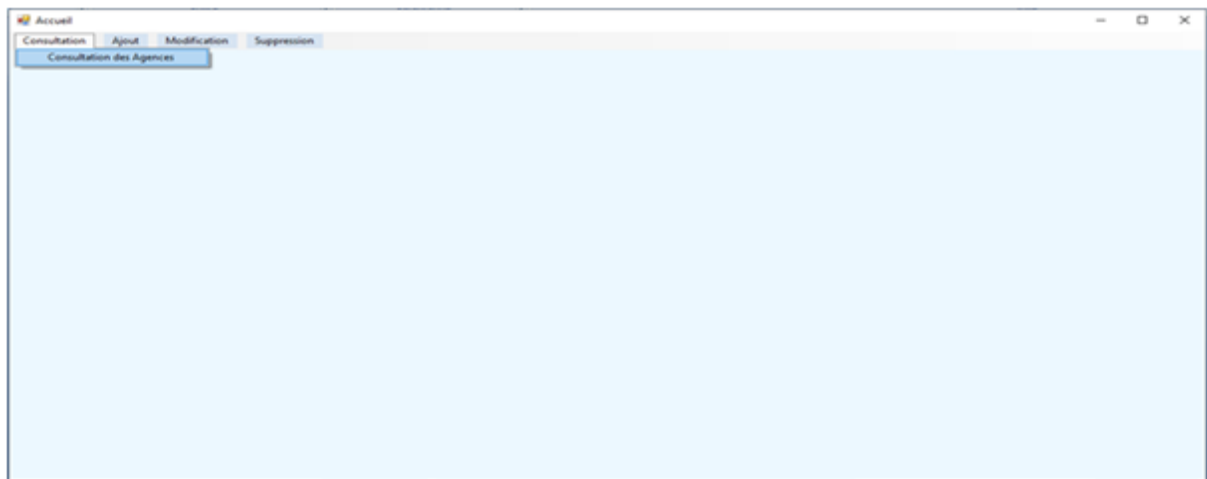 Accueil
Consultation Ajout Modification Suppression
Consultation des Agences